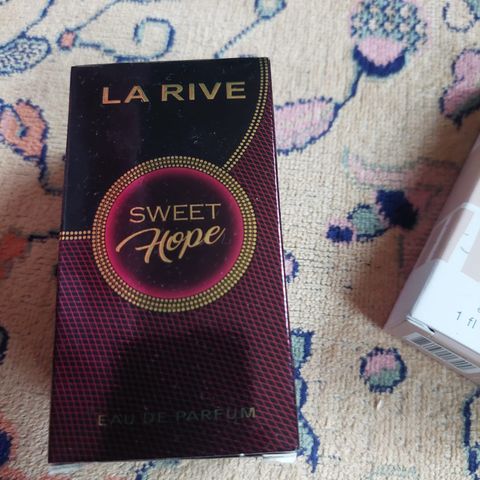 LA RIVE
SWEET
Hope
EAU DE PARFUM
1 fl